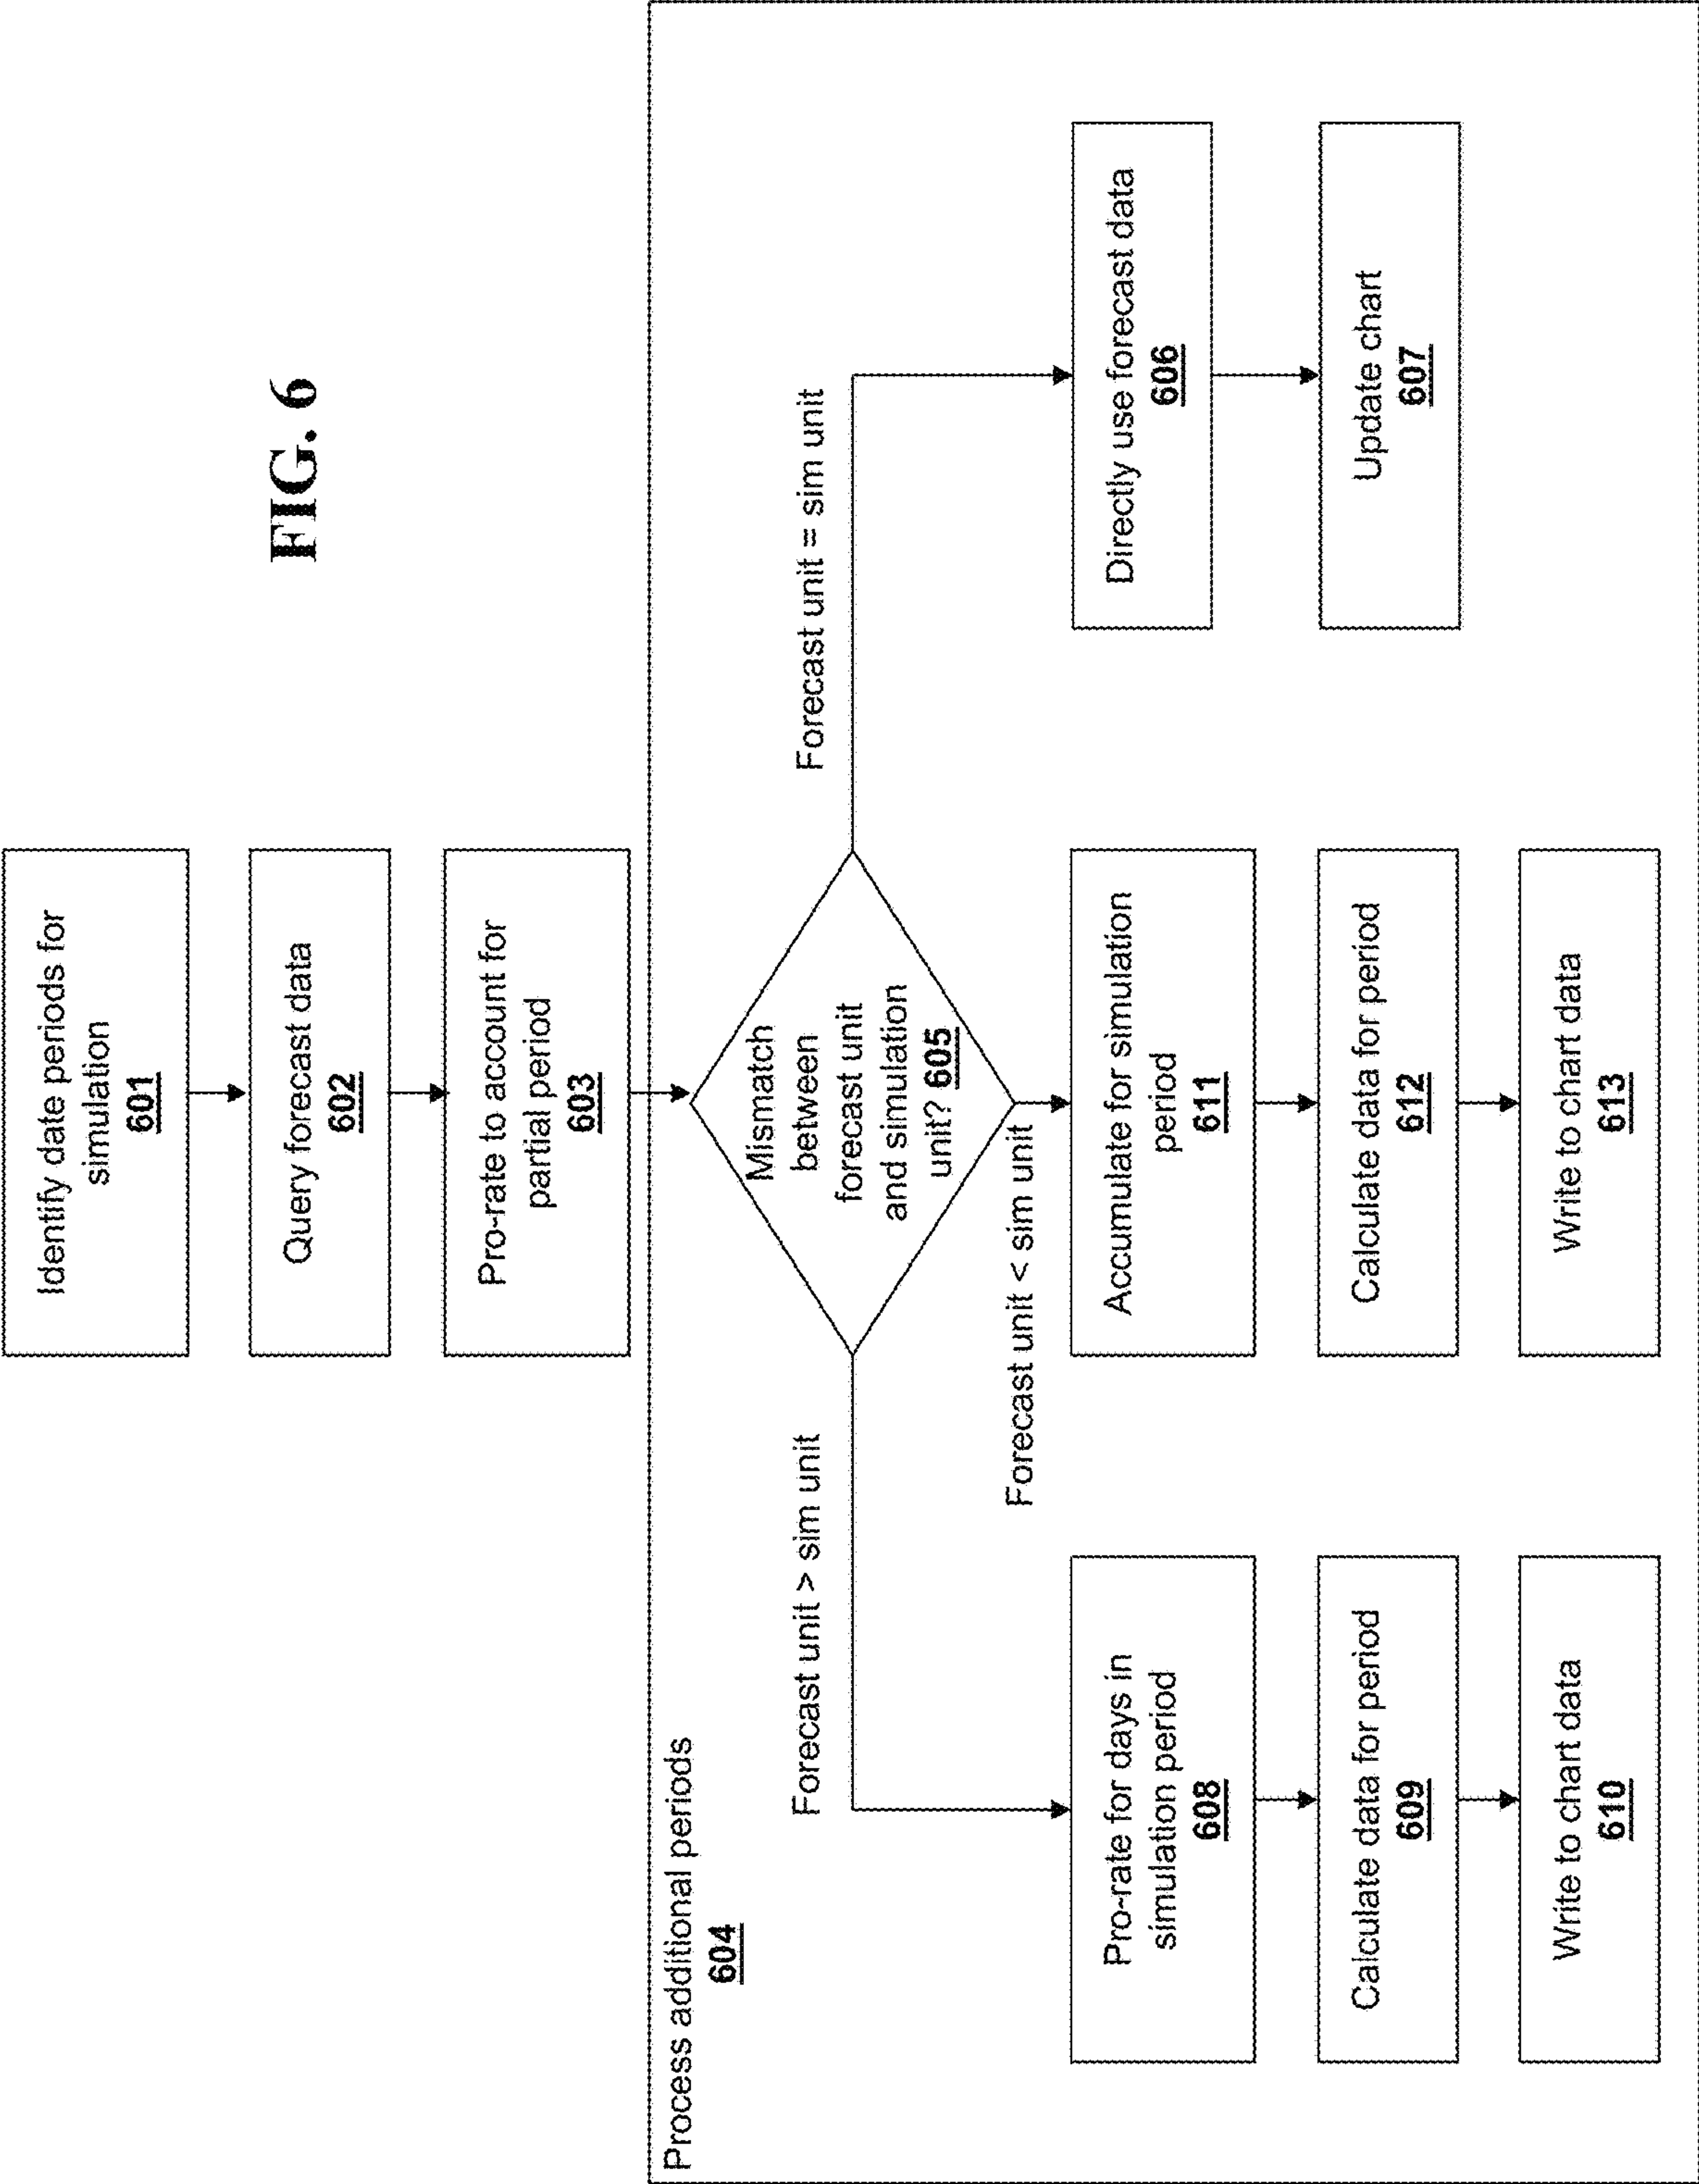 FIG. 6
Identify date periods for
simulation
601
Query forecast data
602
Pro-rate to account for
partial period
603
Process additional periods
604
Mismatch
between
forecast unit
and simulation
unit? 605
Forecast unit > sim unit
Forecast unit < sim unit
Forecast unit = sim unit
Pro-rate for days in
simulation period
608
Calculate data for period
609
Write to chart data
610
Accumulate for simulation
period
611
Calculate data for period
612
Write to chart data
613
Directly use forecast data
606
Update chart
607